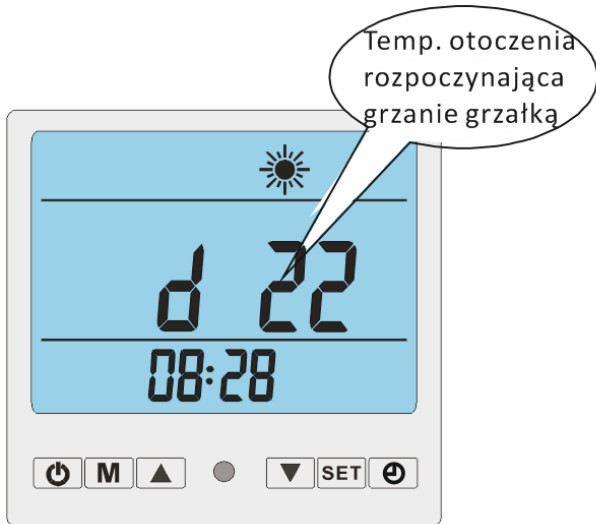 Temp. otoczenia
rozpoczynająca
grzanie grzałką
d 22
08:28
M SET